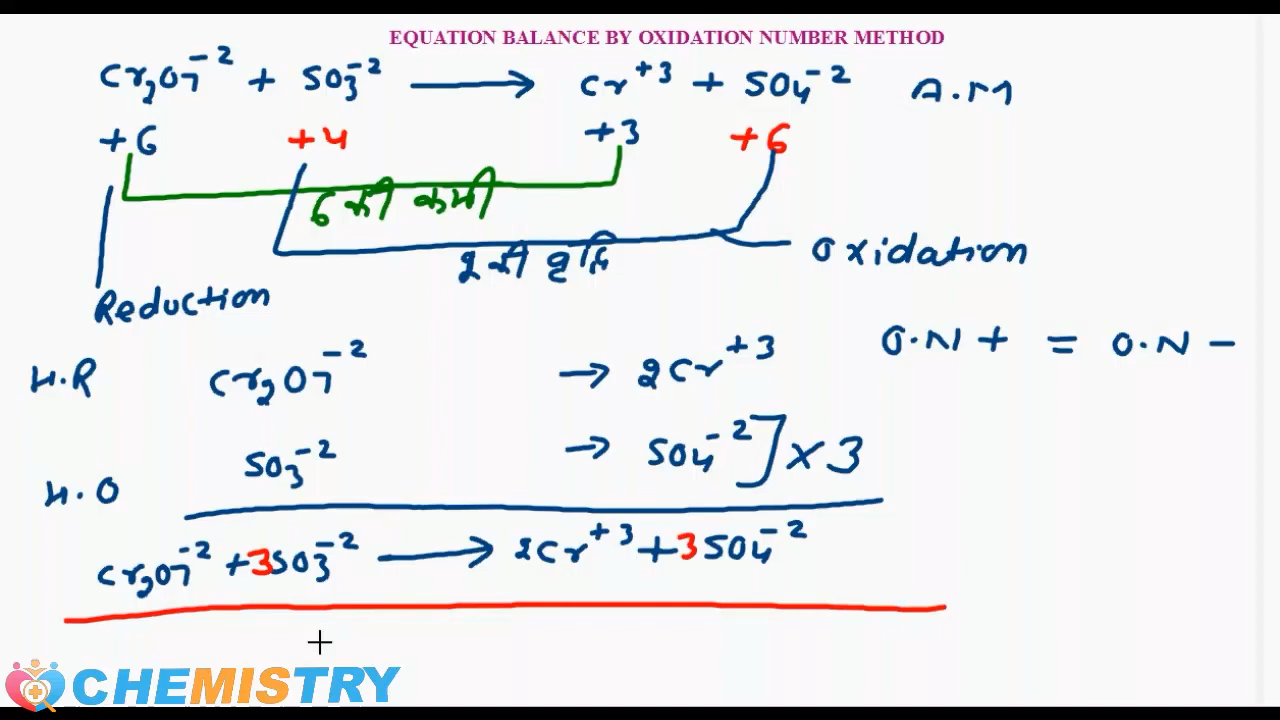 EQUATION BALANCE BY OXIDATION NUMBER METHOD
Cr₂O₇⁻² + SO₃⁻² ⟶ Cr⁺³ + SO₄⁻² A.M
+6 +4 +3 +6
6 की कमी
2 की वृद्धि
Oxidation
Reduction
O.N + = O.N −
H.R Cr₂O₇⁻² → 2Cr⁺³
H.O SO₃⁻² → SO₄⁻²] × 3
Cr₂O₇⁻² + 3SO₃⁻² ⟶ 2Cr⁺³ + 3SO₄⁻²
CHEMISTRY